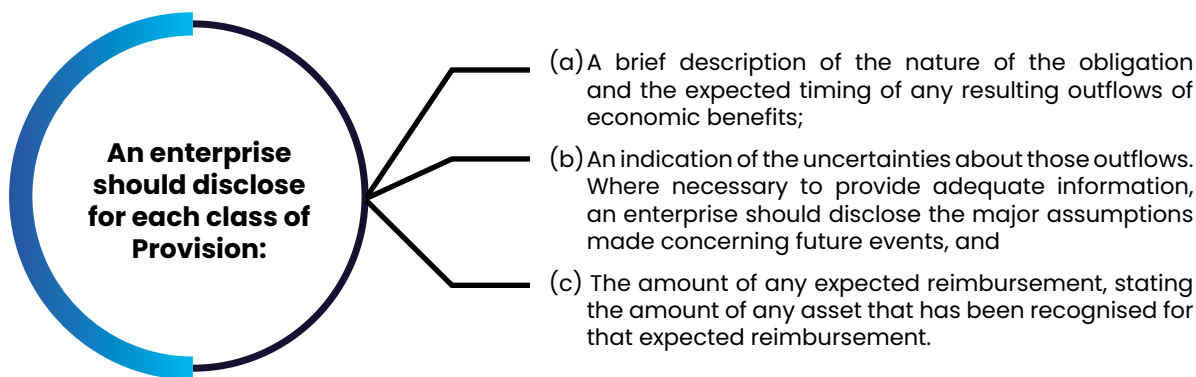 An enterprise
should disclose
for each class of
Provision:
(a) A brief description of the nature of the obligation
and the expected timing of any resulting outflows of
economic benefits;
(b) An indication of the uncertainties about those outflows.
Where necessary to provide adequate information,
an enterprise should disclose the major assumptions
made concerning future events, and
(c) The amount of any expected reimbursement, stating
the amount of any asset that has been recognised for
that expected reimbursement.